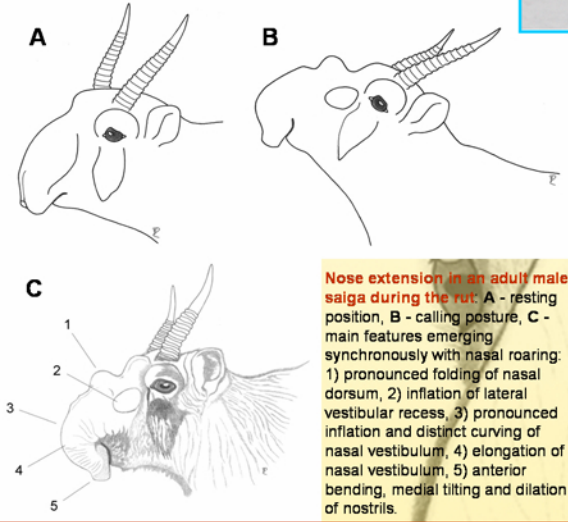 A
B
C
1
2
3
4
5
Nose extension in an adult male
saiga during the rut: A - resting
position, B - calling posture, C -
main features emerging
synchronously with nasal roaring:
1) pronounced folding of nasal
dorsum, 2) inflation of lateral
vestibular recess, 3) pronounced
inflation and distinct curving of
nasal vestibulum, 4) elongation of
nasal vestibulum, 5) anterior
bending, medial tilting and dilation
of nostrils.